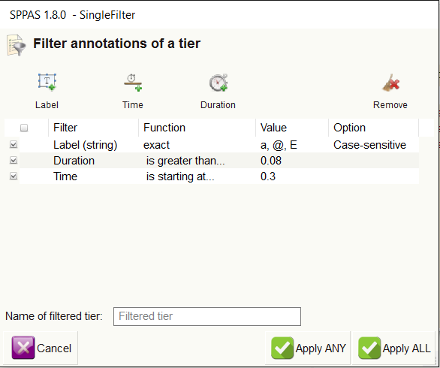 SPPAS 1.8.0 - SingleFilter
Filter annotations of a tier
Label Time Duration Remove
Filter Function Value Option
Label (string) exact a, @, E Case-sensitive
Duration is greater than... 0.08
Time is starting at... 0.3
Name of filtered tier: Filtered tier
Cancel Apply ANY Apply ALL